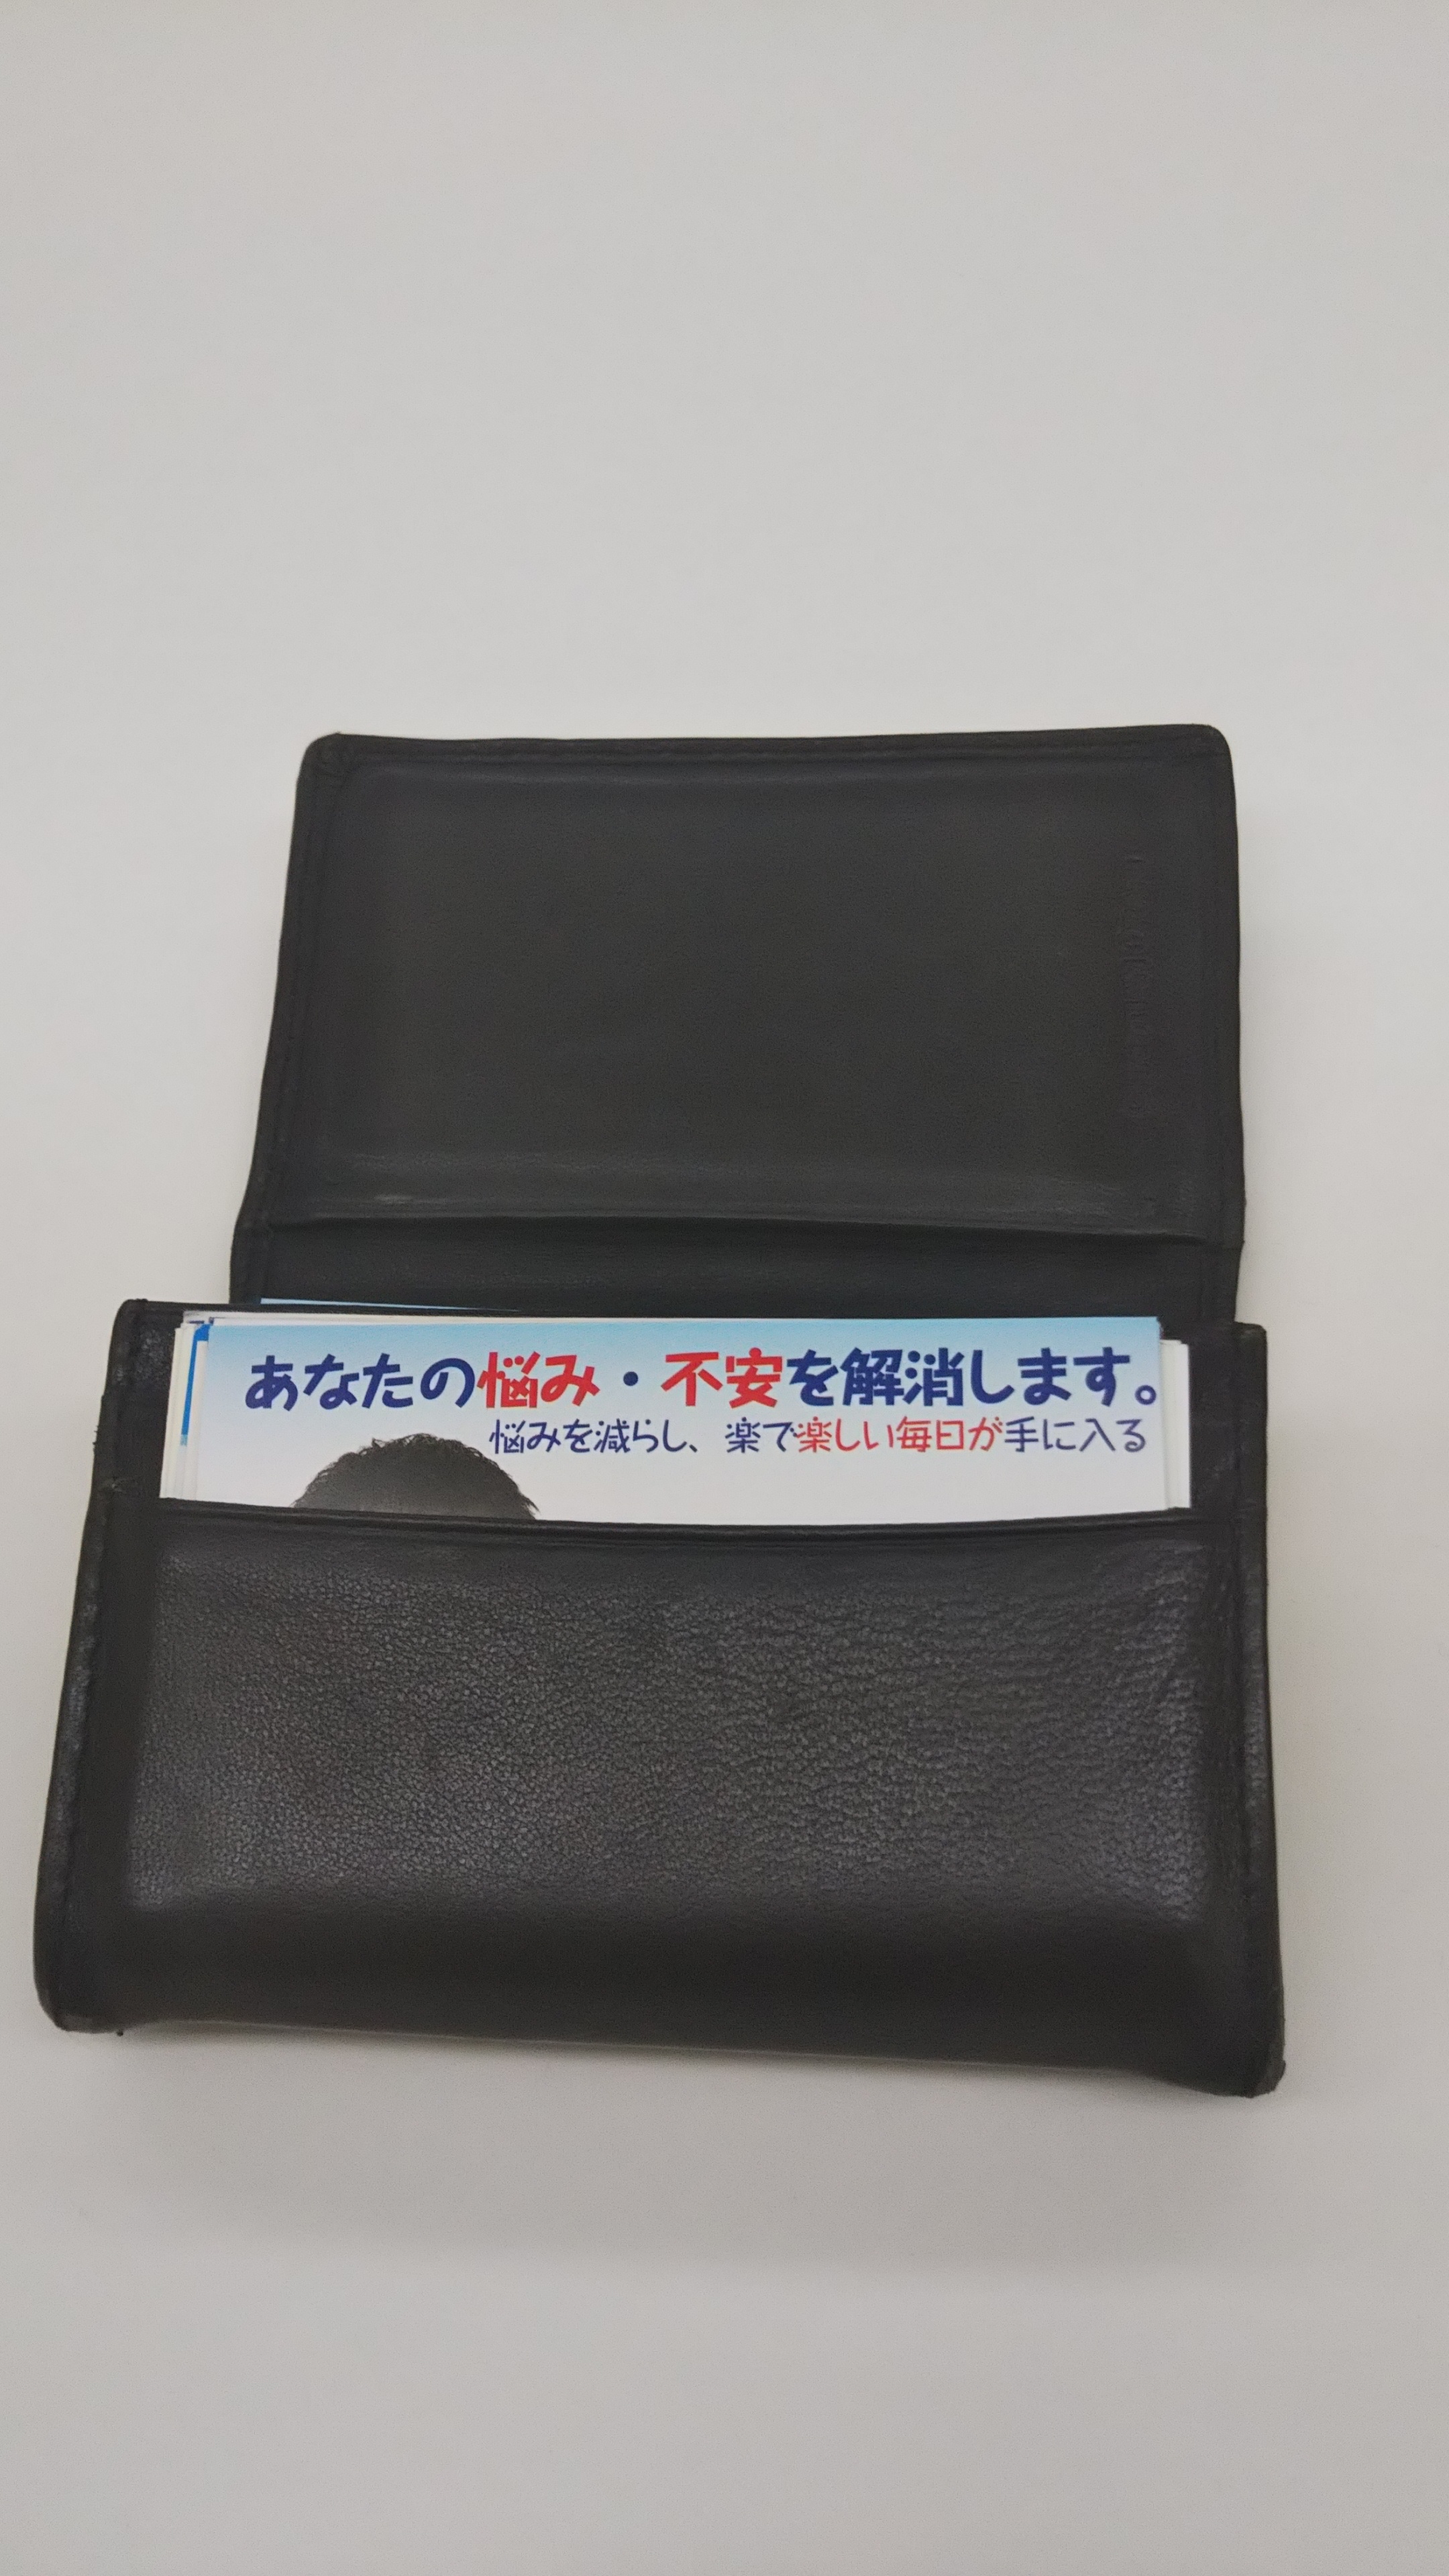 あなたの悩み・不安を解消します。
悩みを減らし、楽で楽しい毎日が手に入る